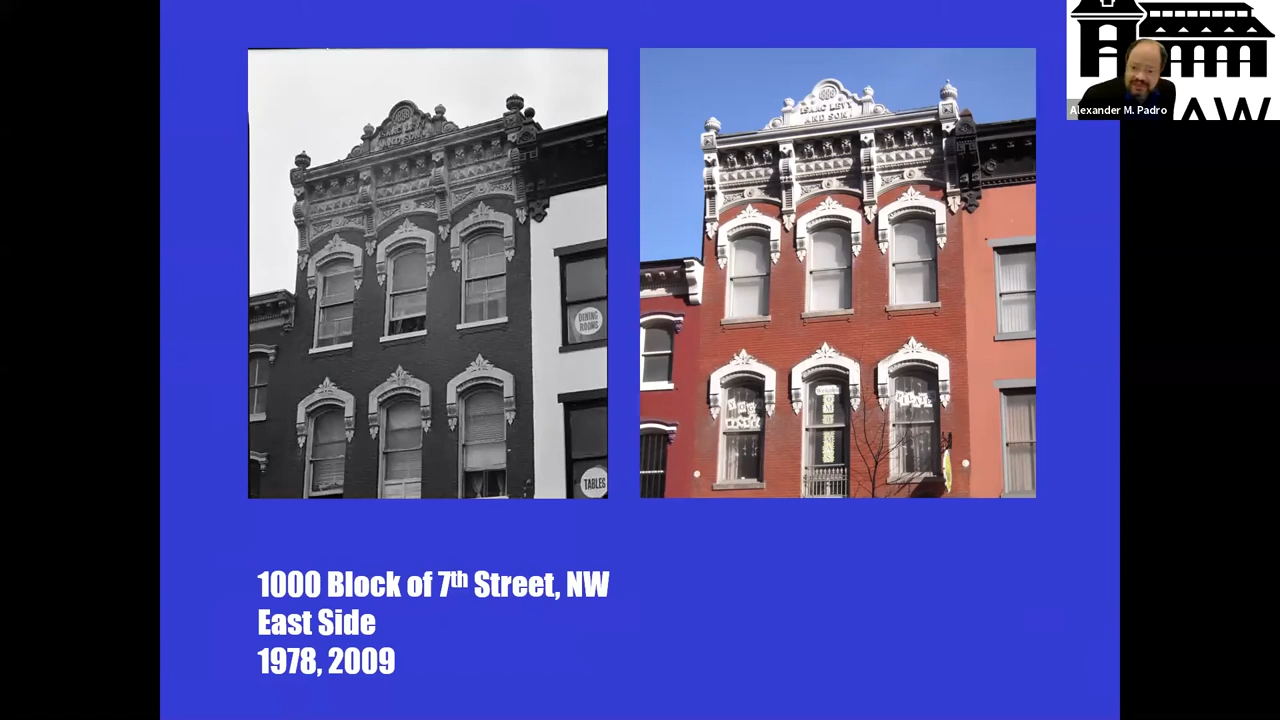 AW
Alexander M. Padro
ISAAC LEVY
AND SON
DINING
ROOMS
TABLES
1000 Block of 7th Street, NW
East Side
1978, 2009